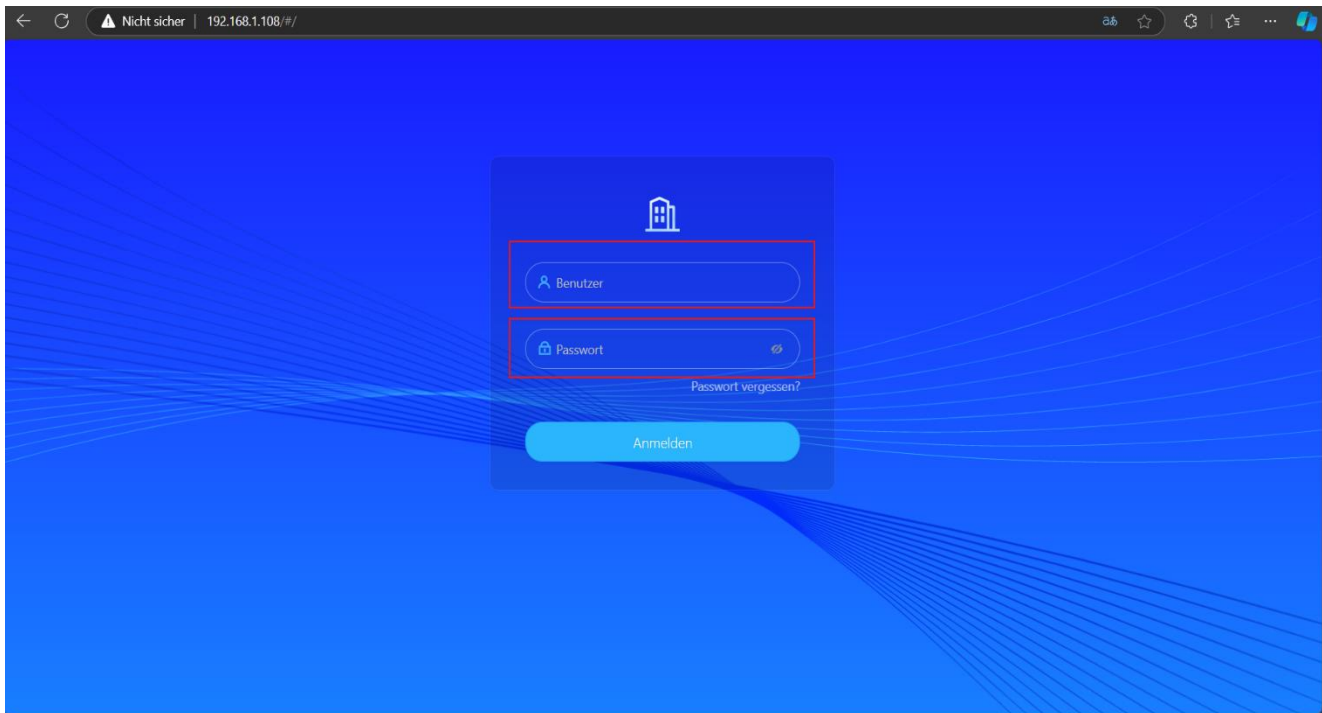 Nicht sicher | 192.168.1.108/#/
Benutzer
Passwort
Passwort vergessen?
Anmelden